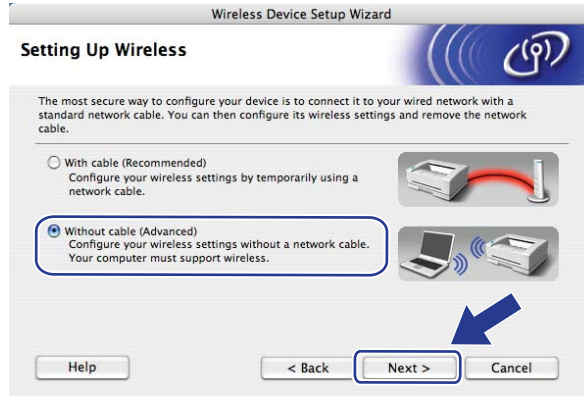 Wireless Device Setup Wizard
Setting Up Wireless
The most secure way to configure your device is to connect it to your wired network with a
standard network cable. You can then configure its wireless settings and remove the network
cable.
With cable (Recommended)
Configure your wireless settings by temporarily using a
network cable.
Without cable (Advanced)
Configure your wireless settings without a network cable.
Your computer must support wireless.
Help
< Back
Next >
Cancel